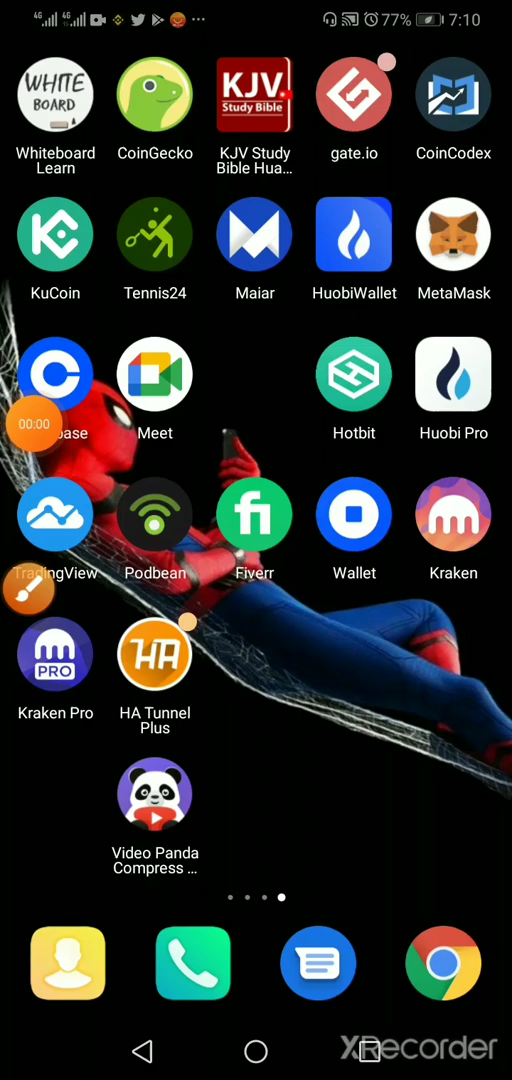 4G 4G 77% 7:10
WHITE
BOARD
KJV
Study Bible
Whiteboard
Learn
CoinGecko
KJV Study
Bible Hua...
gate.io
CoinCodex
KuCoin
Tennis24
Maiar
HuobiWallet
MetaMask
00:00
base
Meet
Hotbit
Huobi Pro
fi
TradingView
Podbean
Fiverr
Wallet
Kraken
PRO
HA
Kraken Pro
HA Tunnel
Plus
Video Panda
Compress ...
XRecorder